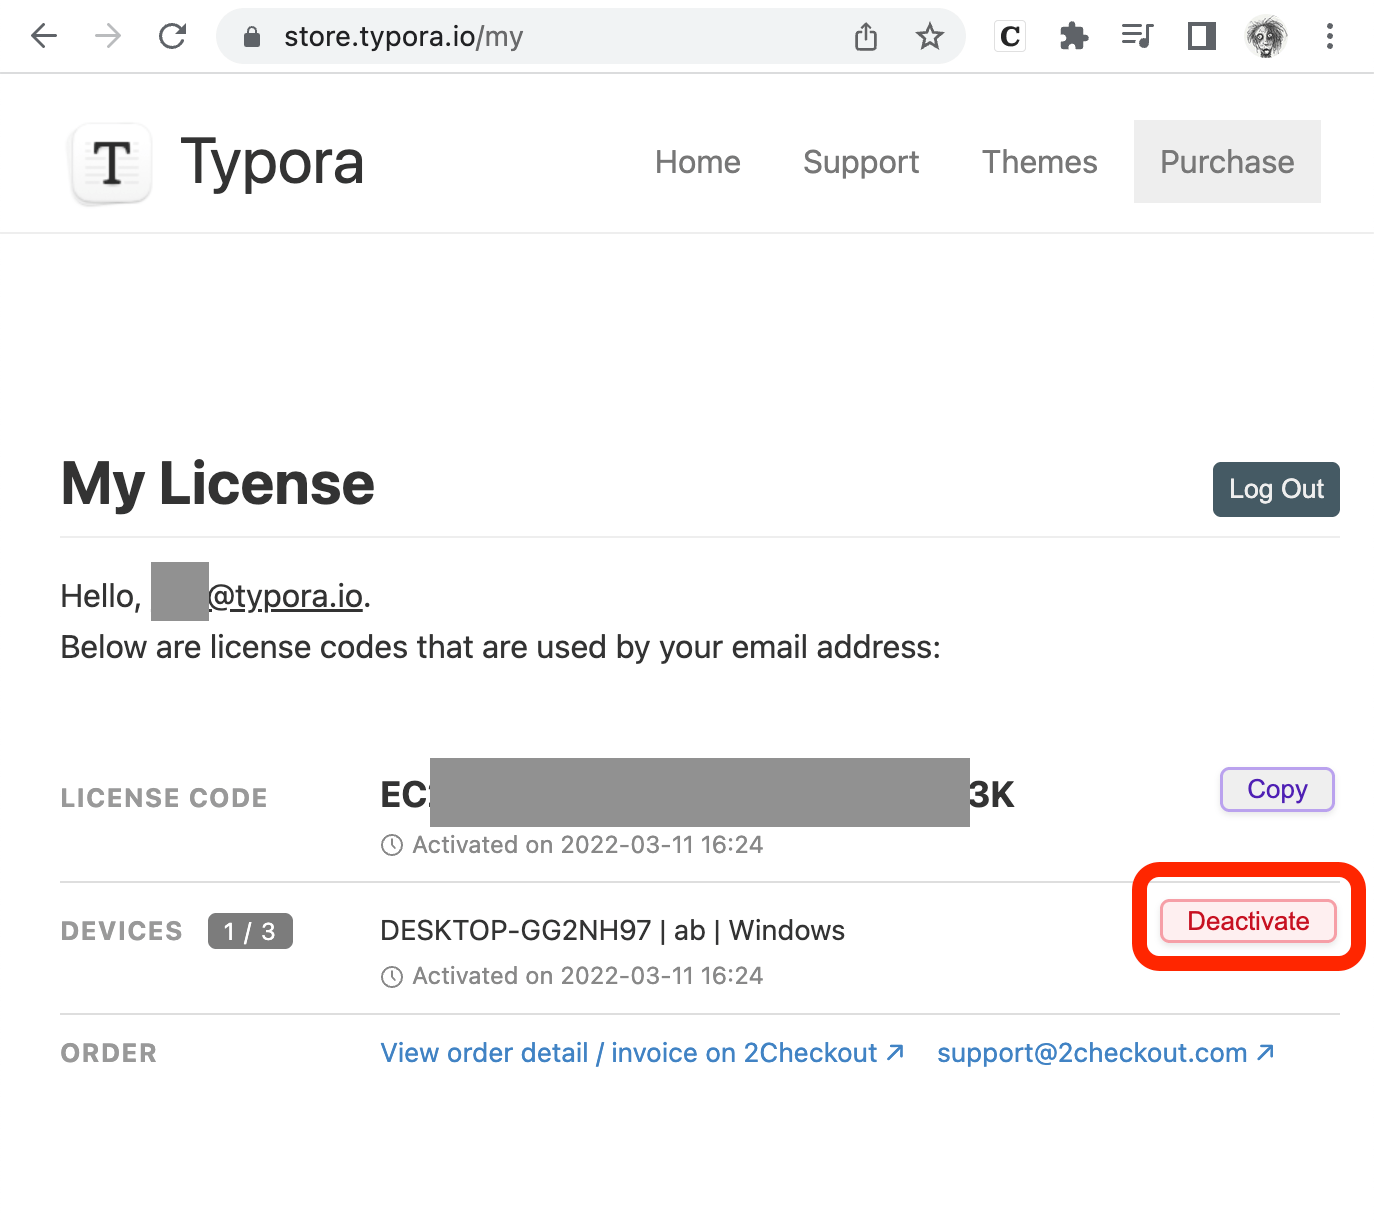 store.typora.io/my
C
T Typora Home Support Themes Purchase
My License Log Out
Hello, @typora.io.
Below are license codes that are used by your email address:
LICENSE CODE EC 3K Copy
Activated on 2022-03-11 16:24
DEVICES 1 / 3 DESKTOP-GG2NH97 | ab | Windows Deactivate
Activated on 2022-03-11 16:24
ORDER View order detail / invoice on 2Checkout ↗ support@2checkout.com ↗